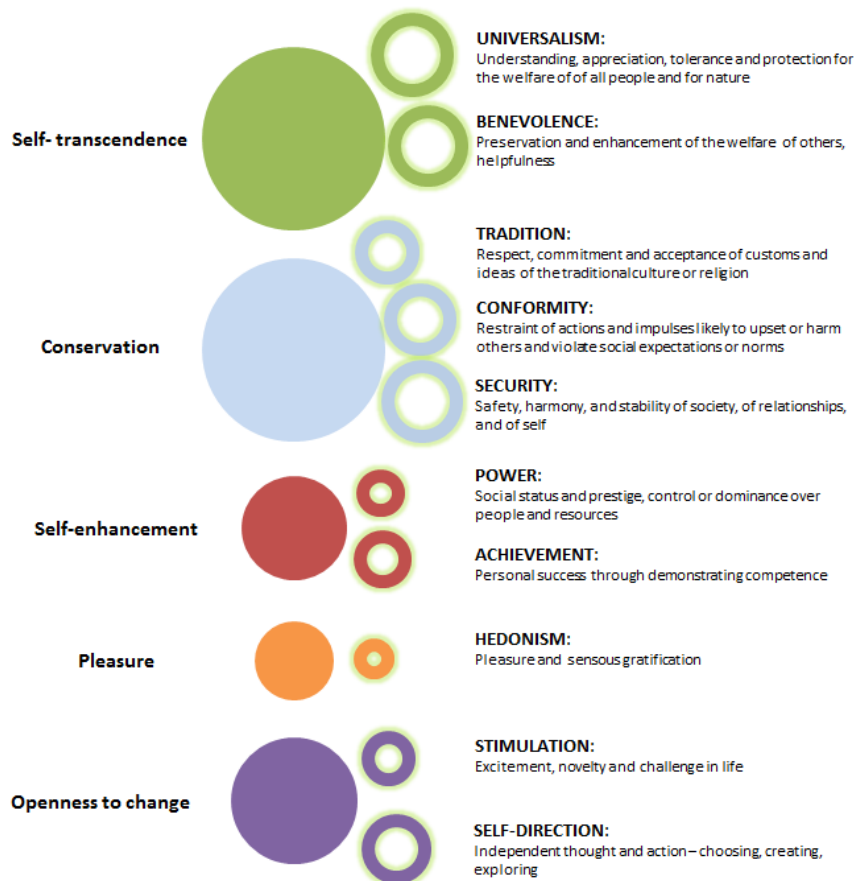 UNIVERSALISM:
Understanding, appreciation, tolerance and protection for
the welfare of of all people and for nature
Self- transcendence
BENEVOLENCE:
Preservation and enhancement of the welfare of others,
helpfulness
TRADITION:
Respect, commitment and acceptance of customs and
ideas of the traditional culture or religion
Conservation
CONFORMITY:
Restraint of actions and impulses likely to upset or harm
others and violate social expectations or norms
SECURITY:
Safety, harmony, and stability of society, of relationships,
and of self
Self-enhancement
POWER:
Social status and prestige, control or dominance over
people and resources
ACHIEVEMENT:
Personal success through demonstrating competence
Pleasure
HEDONISM:
Pleasure and sensous gratification
Openness to change
STIMULATION:
Excitement, novelty and challenge in life
SELF-DIRECTION:
Independent thought and action – choosing, creating,
exploring